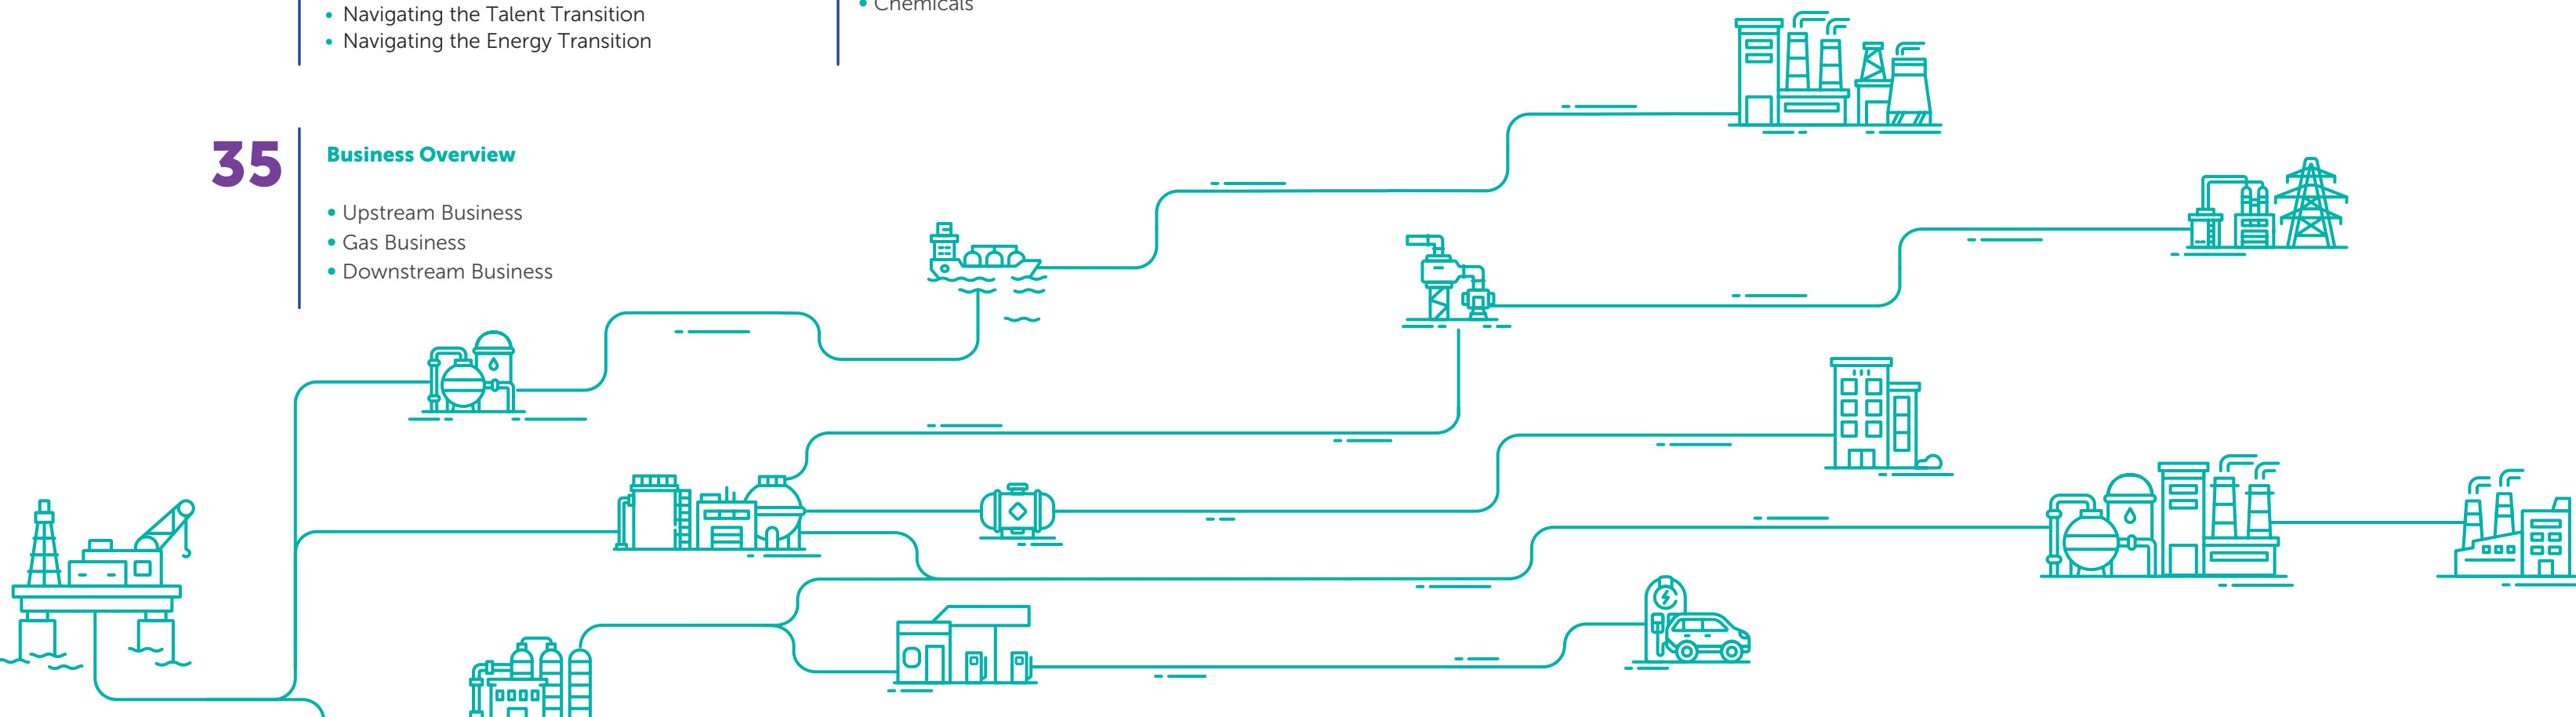 • Navigating the Talent Transition
• Navigating the Energy Transition
• Chemicals
35
Business Overview
• Upstream Business
• Gas Business
• Downstream Business